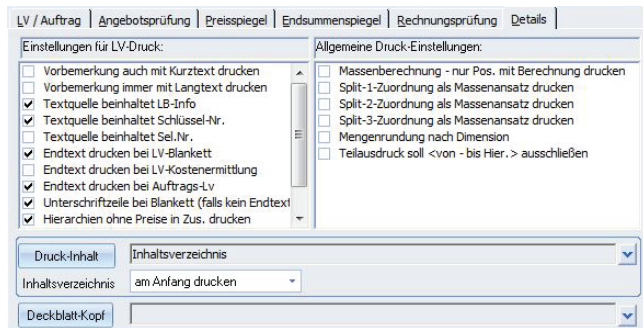 LV / Auftrag Angebotsprüfung Preisspiegel Endsummenspiegel Rechnungsprüfung Details
Einstellungen für LV-Druck:
Vorbemerkung auch mit Kurztext drucken
Vorbemerkung immer mit Langtext drucken
Textquelle beinhaltet LB-Info
Textquelle beinhaltet Schlüssel-Nr.
Textquelle beinhaltet Sel.Nr.
Endtext drucken bei LV-Blankett
Endtext drucken bei LV-Kostenermittlung
Endtext drucken bei Auftrags-Lv
Unterschriftzeile bei Blankett (falls kein Endtext
Hierarchien ohne Preise in Zus. drucken
Allgemeine Druck-Einstellungen:
Massenberechnung - nur Pos. mit Berechnung drucken
Split-1-Zuordnung als Massenansatz drucken
Split-2-Zuordnung als Massenansatz drucken
Split-3-Zuordnung als Massenansatz drucken
Mengenrundung nach Dimension
Teilausdruck soll <von - bis Hier.> ausschließen
Druck-Inhalt Inhaltsverzeichnis
Inhaltsverzeichnis am Anfang drucken
Deckblatt-Kopf